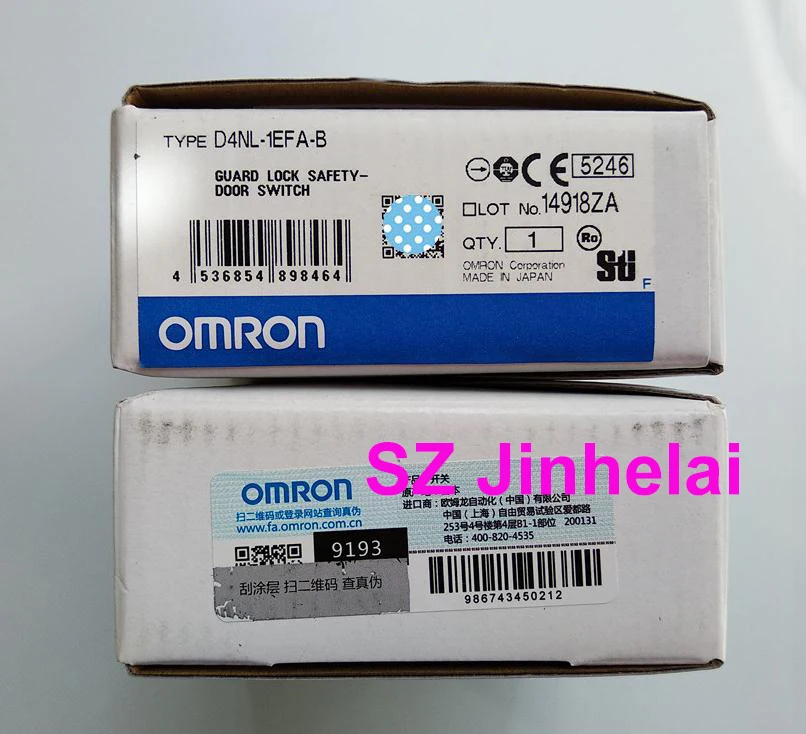 TYPE D4NL-1EFA-B
GUARD LOCK SAFETY-
DOOR SWITCH
CE 5246
LOT No. 14918ZA
QTY. 1
OMRON Corporation
MADE IN JAPAN
F
4 536854 898464
OMRON
SZ Jinhelai
OMRON
扫二维码或登录网站查询真伪
www.fa.omron.com.cn
开关
本
进口商：欧姆龙自动化（中国）有限公司
中国（上海）自由贸易试验区爱都路
253号4号楼第4层B1-1部位 200131
电话：400-820-4535
9193
刮涂层 扫二维码 查真伪
986743450212